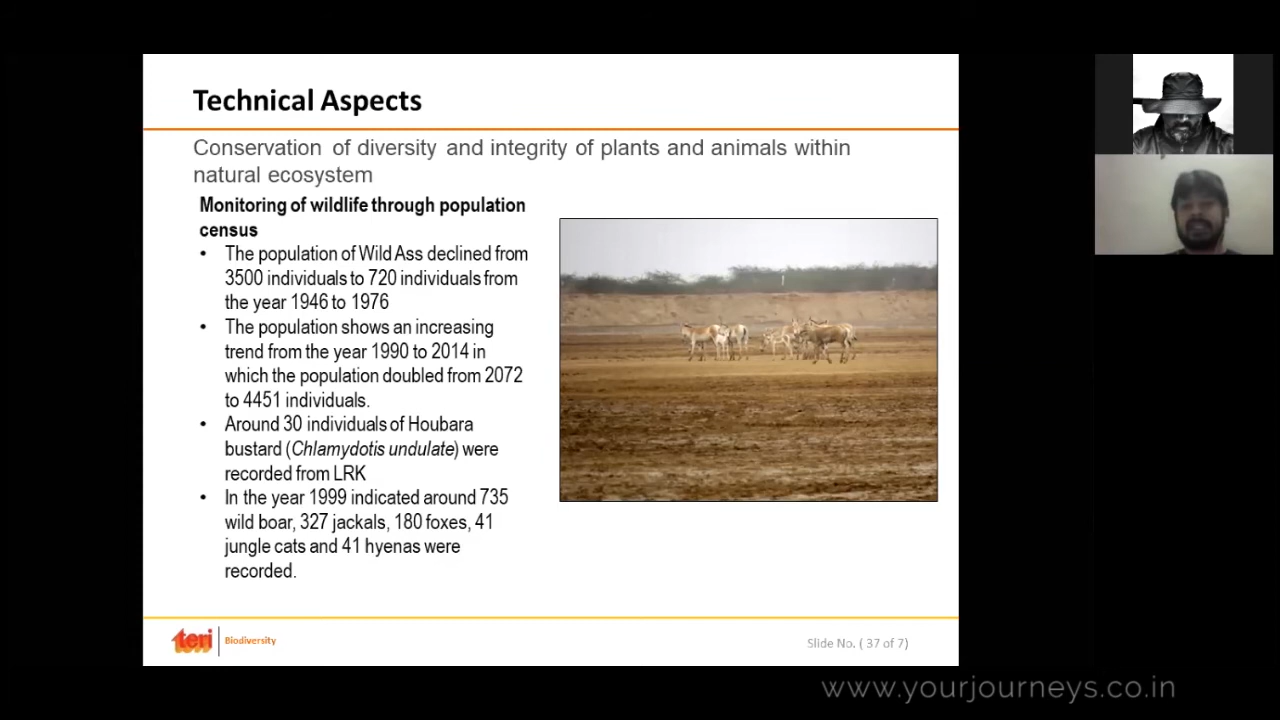 Technical Aspects
Conservation of diversity and integrity of plants and animals within
natural ecosystem
Monitoring of wildlife through population
census
• The population of Wild Ass declined from
3500 individuals to 720 individuals from
the year 1946 to 1976
• The population shows an increasing
trend from the year 1990 to 2014 in
which the population doubled from 2072
to 4451 individuals.
• Around 30 individuals of Houbara
bustard (Chlamydotis undulate) were
recorded from LRK
• In the year 1999 indicated around 735
wild boar, 327 jackals, 180 foxes, 41
jungle cats and 41 hyenas were
recorded.
teri
Biodiversity
Slide No. ( 37 of 7)
www.yourjourneys.co.in